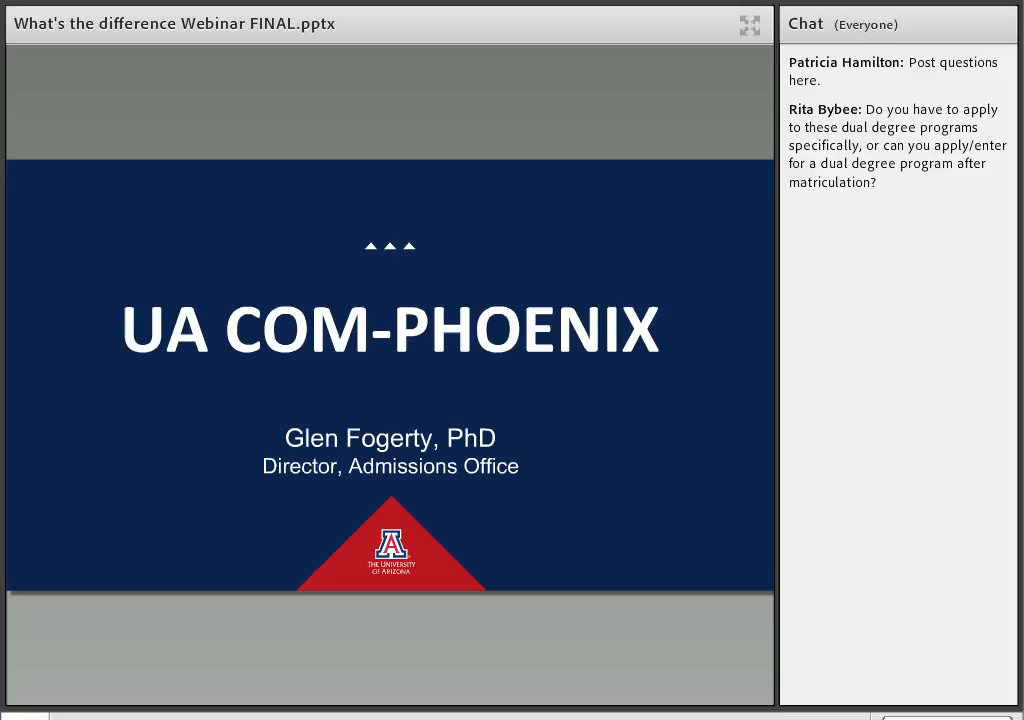 What's the difference Webinar FINAL.pptx
UA COM-PHOENIX
Glen Fogerty, PhD
Director, Admissions Office
A
THE UNIVERSITY
OF ARIZONA
Chat (Everyone)
Patricia Hamilton: Post questions
here.
Rita Bybee: Do you have to apply
to these dual degree programs
specifically, or can you apply/enter
for a dual degree program after
matriculation?